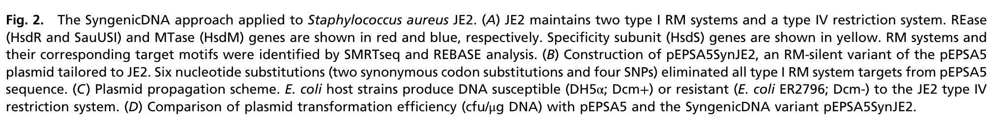 Fig. 2. The SyngenicDNA approach applied to Staphylococcus aureus JE2. (A) JE2 maintains two type I RM systems and a type IV restriction system. REase
(HsdR and SauUSI) and MTase (HsdM) genes are shown in red and blue, respectively. Specificity subunit (HsdS) genes are shown in yellow. RM systems and
their corresponding target motifs were identified by SMRTseq and REBASE analysis. (B) Construction of pEPSA5SynJE2, an RM-silent variant of the pEPSA5
plasmid tailored to JE2. Six nucleotide substitutions (two synonymous codon substitutions and four SNPs) eliminated all type I RM system targets from pEPSA5
sequence. (C) Plasmid propagation scheme. E. coli host strains produce DNA susceptible (DH5α; Dcm+) or resistant (E. coli ER2796; Dcm-) to the JE2 type IV
restriction system. (D) Comparison of plasmid transformation efficiency (cfu/μg DNA) with pEPSA5 and the SyngenicDNA variant pEPSA5SynJE2.